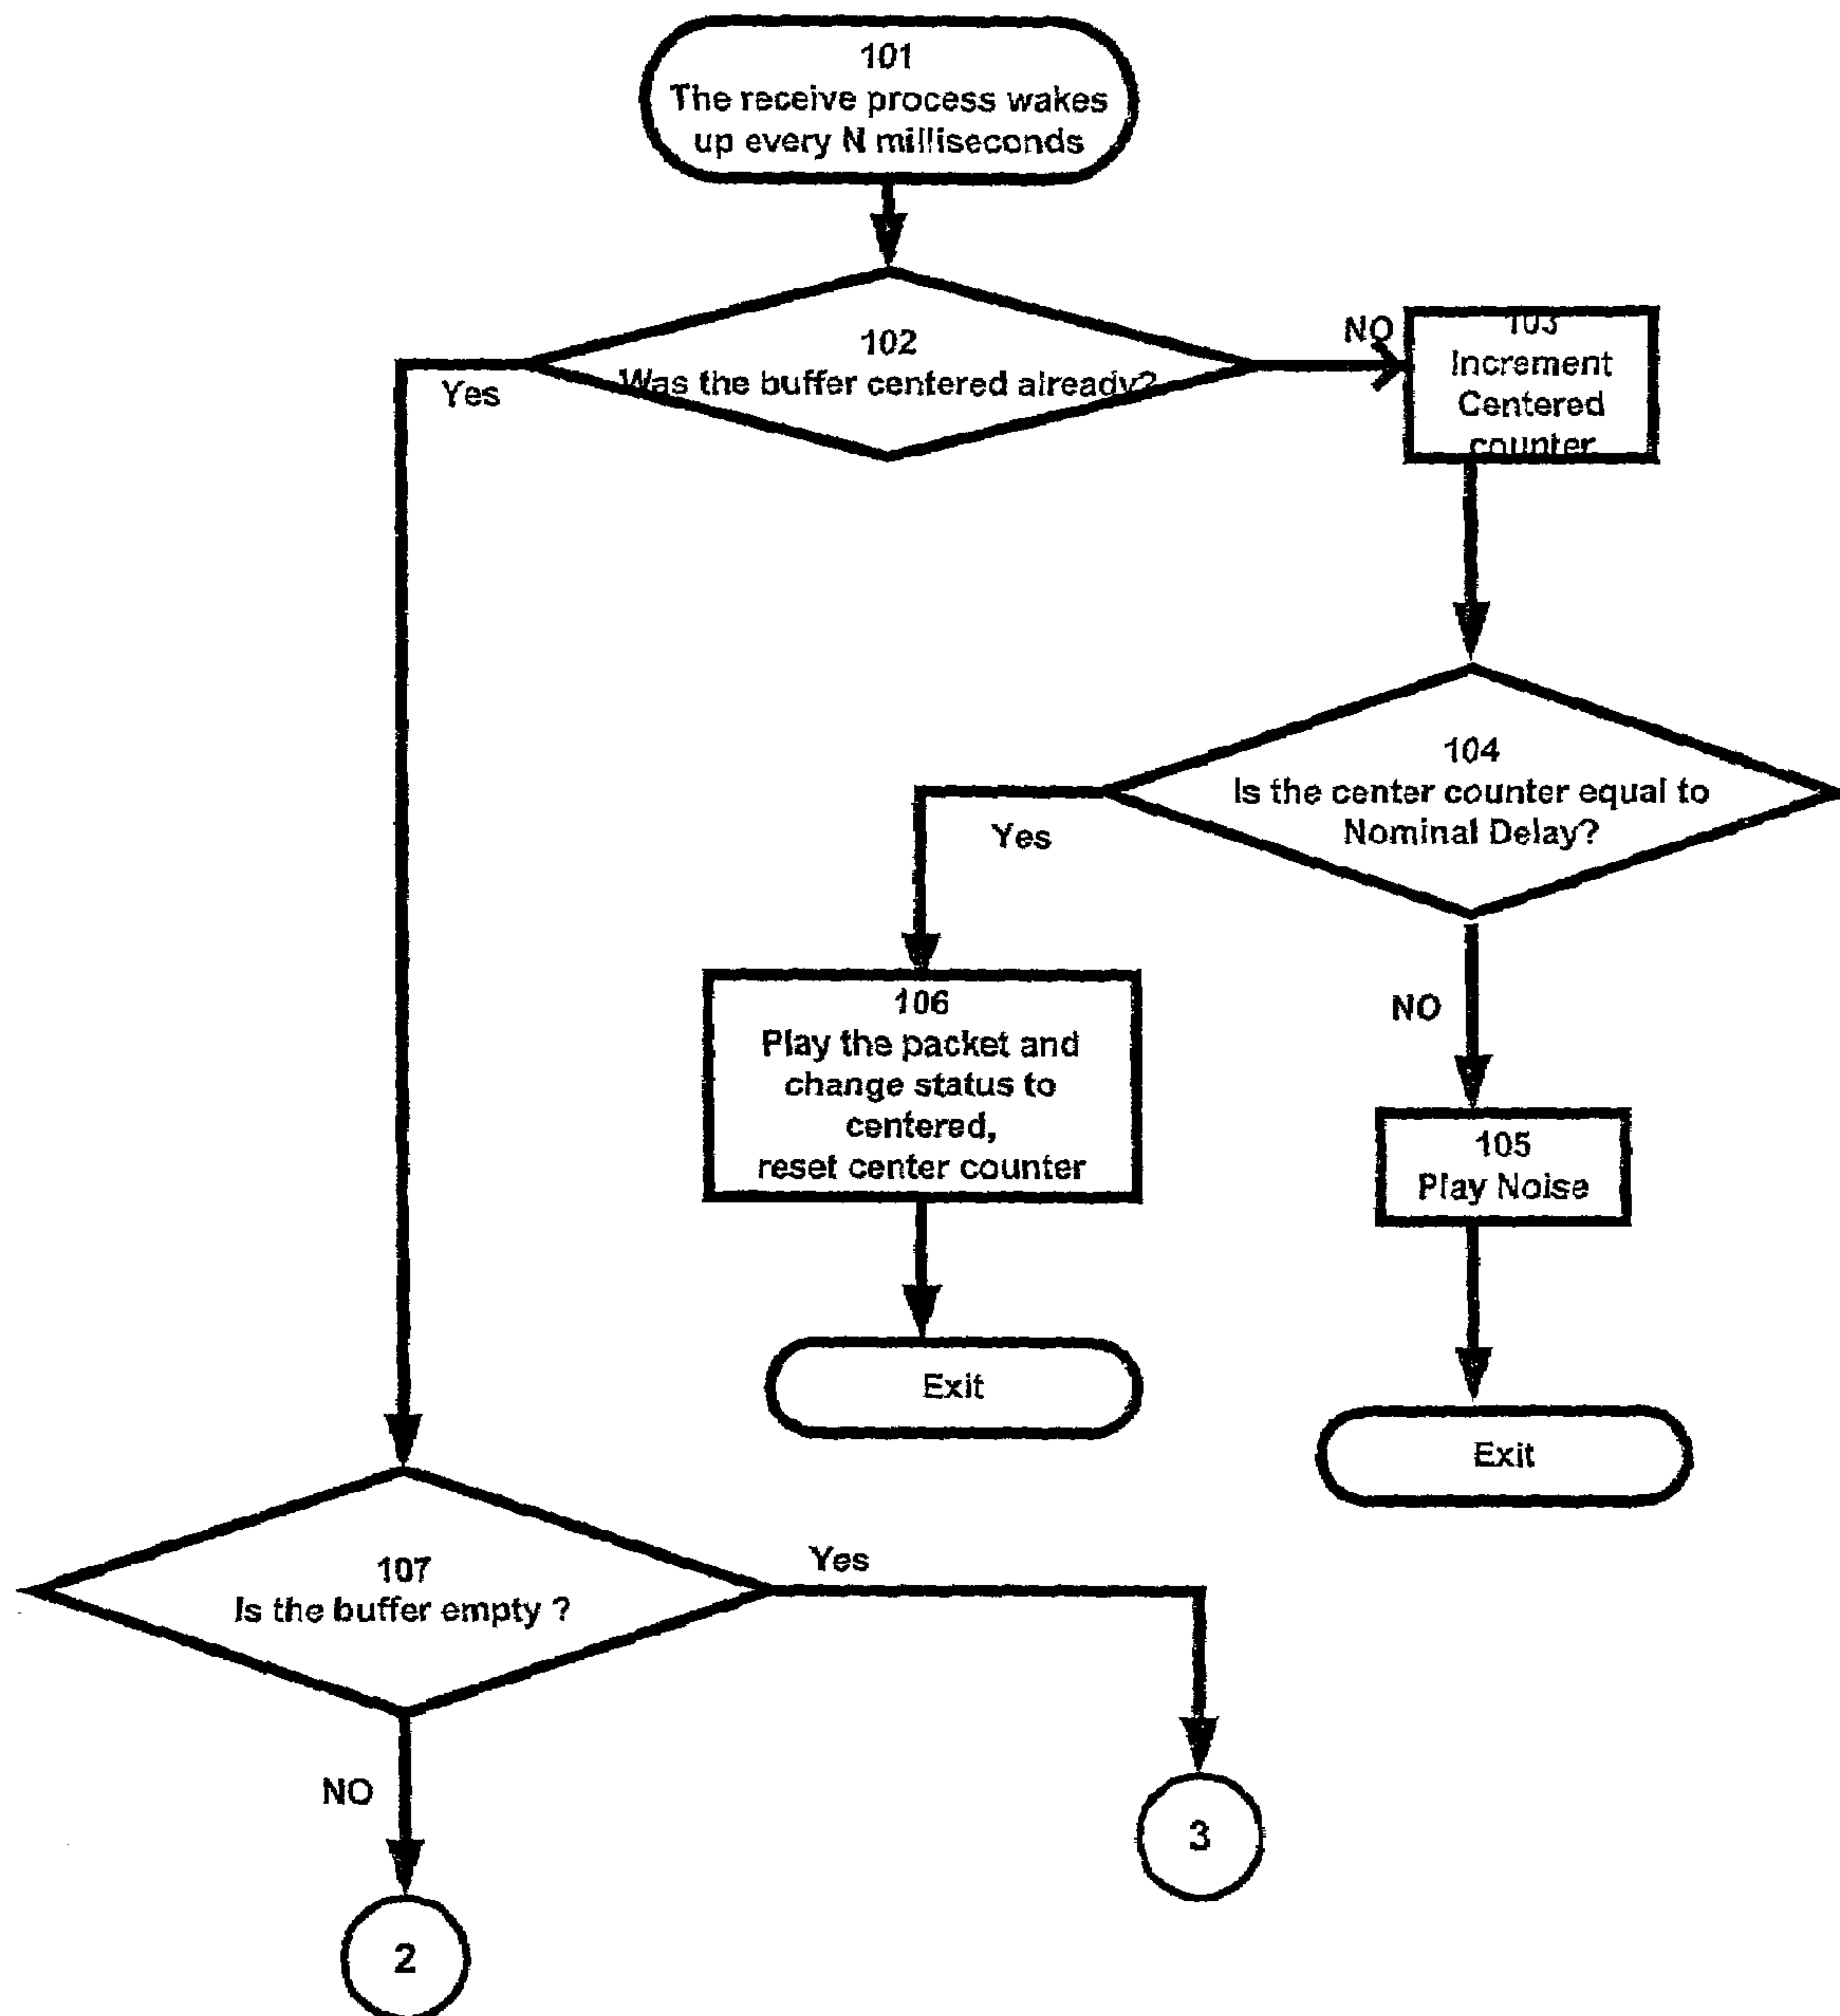 101
The receive process wakes
up every N milliseconds
102
Was the buffer centered already?
Yes
NO
103
Increment
Centered
counter
104
Is the center counter equal to
Nominal Delay?
Yes
NO
106
Play the packet and
change status to
centered,
reset center counter
105
Play Noise
Exit
Exit
107
Is the buffer empty ?
Yes
NO
3
2